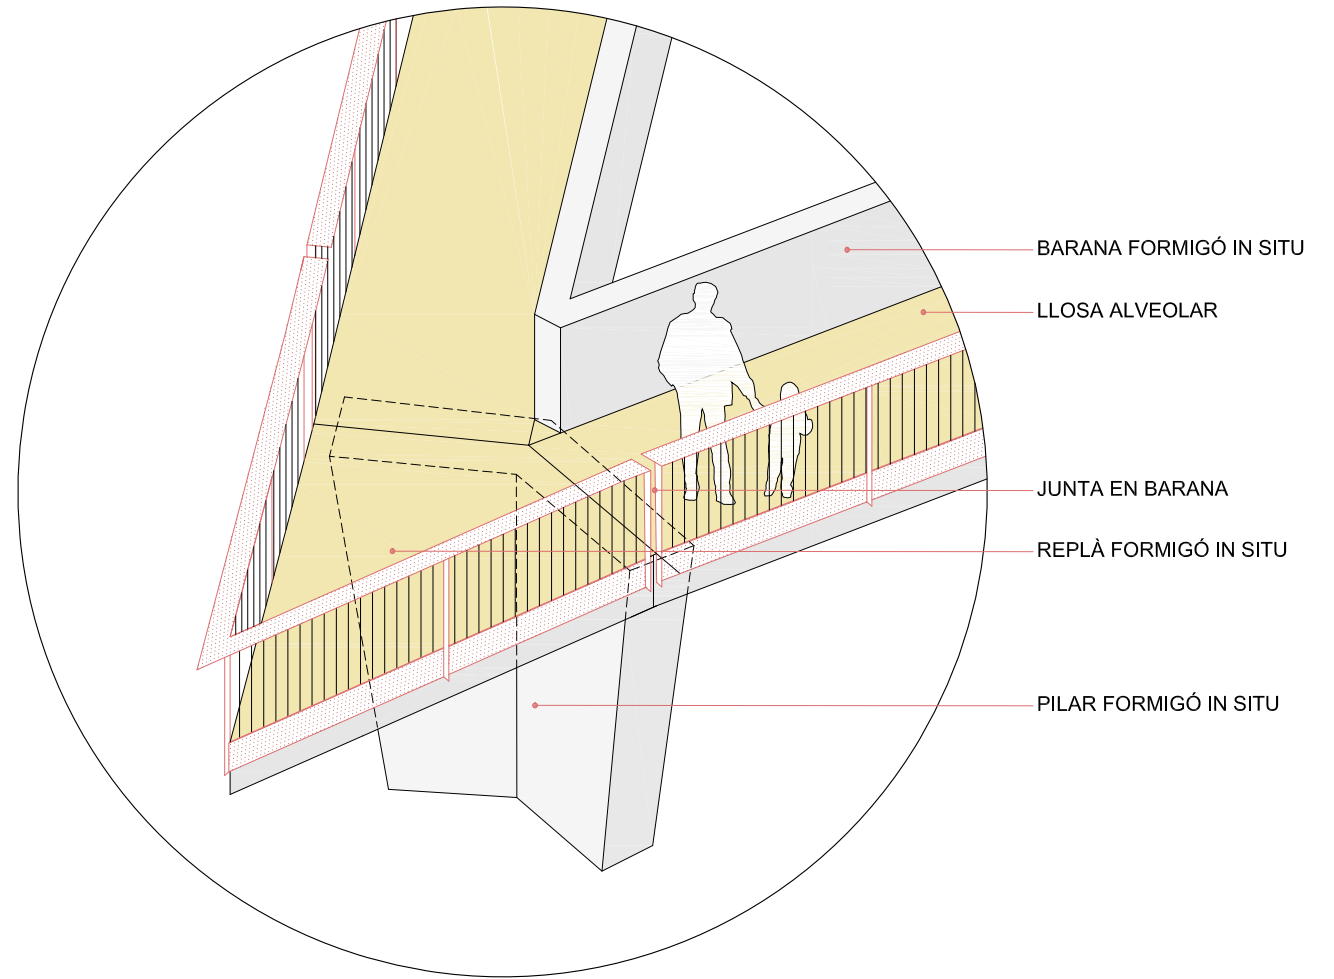 BARANA FORMIGÓ IN SITU
LLOSA ALVEOLAR
JUNTA EN BARANA
REPLÀ FORMIGÓ IN SITU
PILAR FORMIGÓ IN SITU